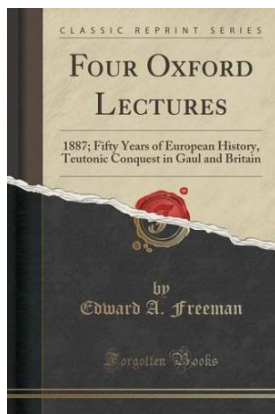 CLASSIC REPRINT SERIES
FOUR OXFORD
LECTURES
1887; Fifty Years of European History,
Teutonic Conquest in Gaul and Britain
by
Edward A. Freeman
Forgotten Books